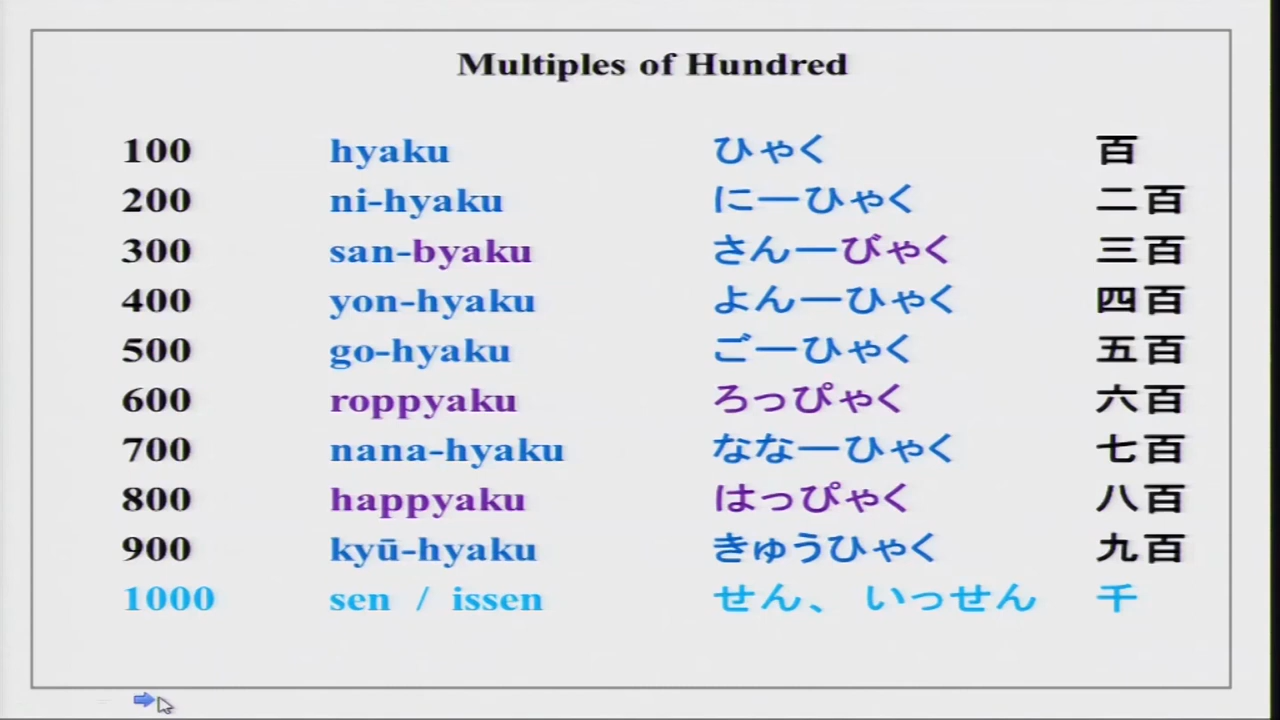 Multiples of Hundred
100 hyaku ひゃく 百
200 ni-hyaku にーひゃく 二百
300 san-byaku さんーびゃく 三百
400 yon-hyaku よんーひゃく 四百
500 go-hyaku ごーひゃく 五百
600 roppyaku ろっぴゃく 六百
700 nana-hyaku ななーひゃく 七百
800 happyaku はっぴゃく 八百
900 kyū-hyaku きゅうひゃく 九百
1000 sen / issen せん、 いっせん 千